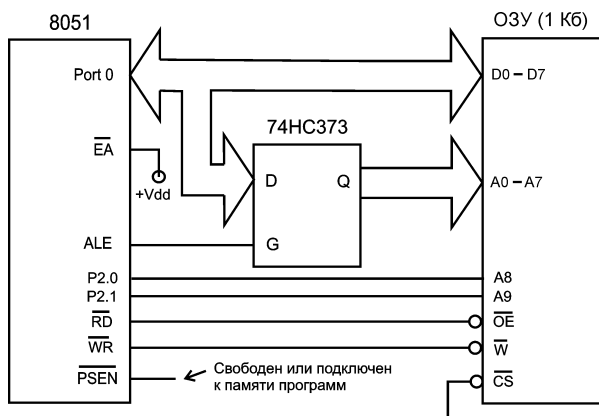 8051
ОЗУ (1 Кб)
Port 0
D0 – D7
74HC373
EA
+Vdd
D
Q
A0 – A7
ALE
G
P2.0
A8
P2.1
A9
RD
OE
WR
W
PSEN
Свободен или подключен
к памяти программ
CS